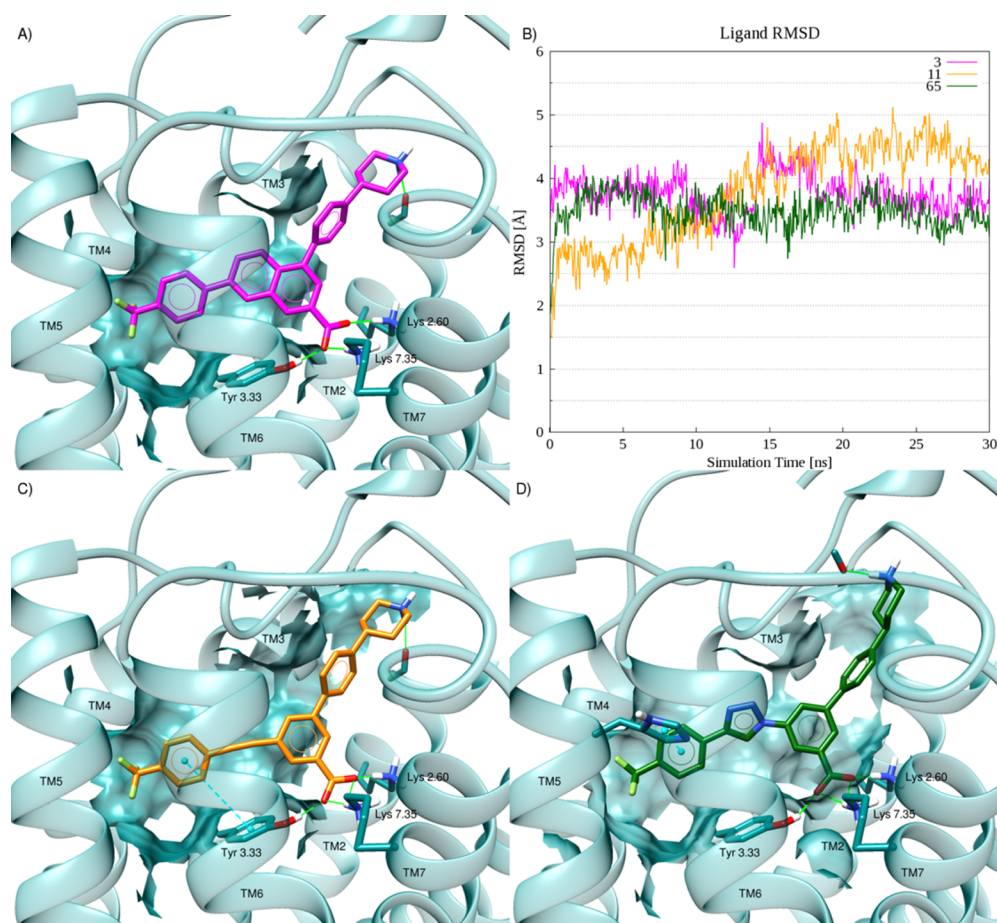 A)
TM3
TM4
TM5
Lys 2.60
Lys 7.35
Tyr 3.33
TM2
TM7
TM6
B)
Ligand RMSD
3
11
65
6
5
4
3
2
1
0
RMSD [Å]
0
5
10
15
20
25
30
Simulation Time [ns]
C)
TM3
TM4
TM5
Lys 2.60
Lys 7.35
Tyr 3.33
TM2
TM7
TM6
D)
TM3
TM4
TM5
Lys 2.60
Lys 7.35
Tyr 3.33
TM2
TM7
TM6